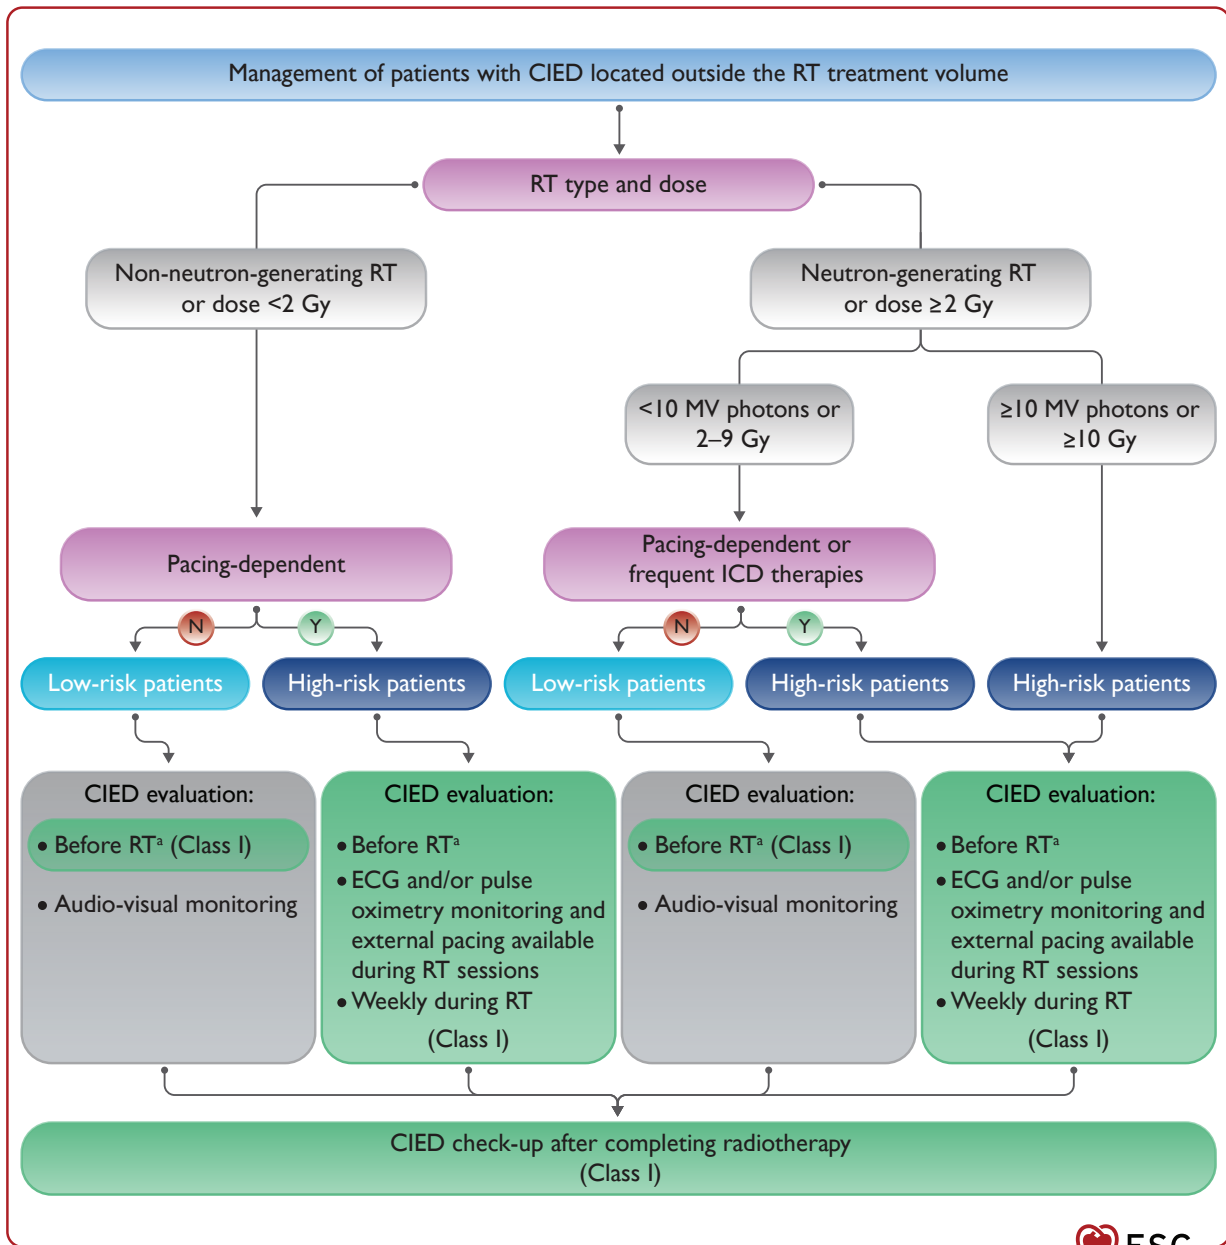 Management of patients with CIED located outside the RT treatment volume
RT type and dose
Non-neutron-generating RT
or dose <2 Gy
Neutron-generating RT
or dose ≥2 Gy
<10 MV photons or
2–9 Gy
≥10 MV photons or
≥10 Gy
Pacing-dependent
Pacing-dependent or
frequent ICD therapies
N
Y
N
Y
Low-risk patients
High-risk patients
Low-risk patients
High-risk patients
High-risk patients
CIED evaluation:
• Before RTᵃ (Class I)
• Audio-visual monitoring
CIED evaluation:
• Before RTᵃ
• ECG and/or pulse
oximetry monitoring and
external pacing available
during RT sessions
• Weekly during RT
(Class I)
CIED evaluation:
• Before RTᵃ (Class I)
• Audio-visual monitoring
CIED evaluation:
• Before RTᵃ
• ECG and/or pulse
oximetry monitoring and
external pacing available
during RT sessions
• Weekly during RT
(Class I)
CIED check-up after completing radiotherapy
(Class I)
ESC